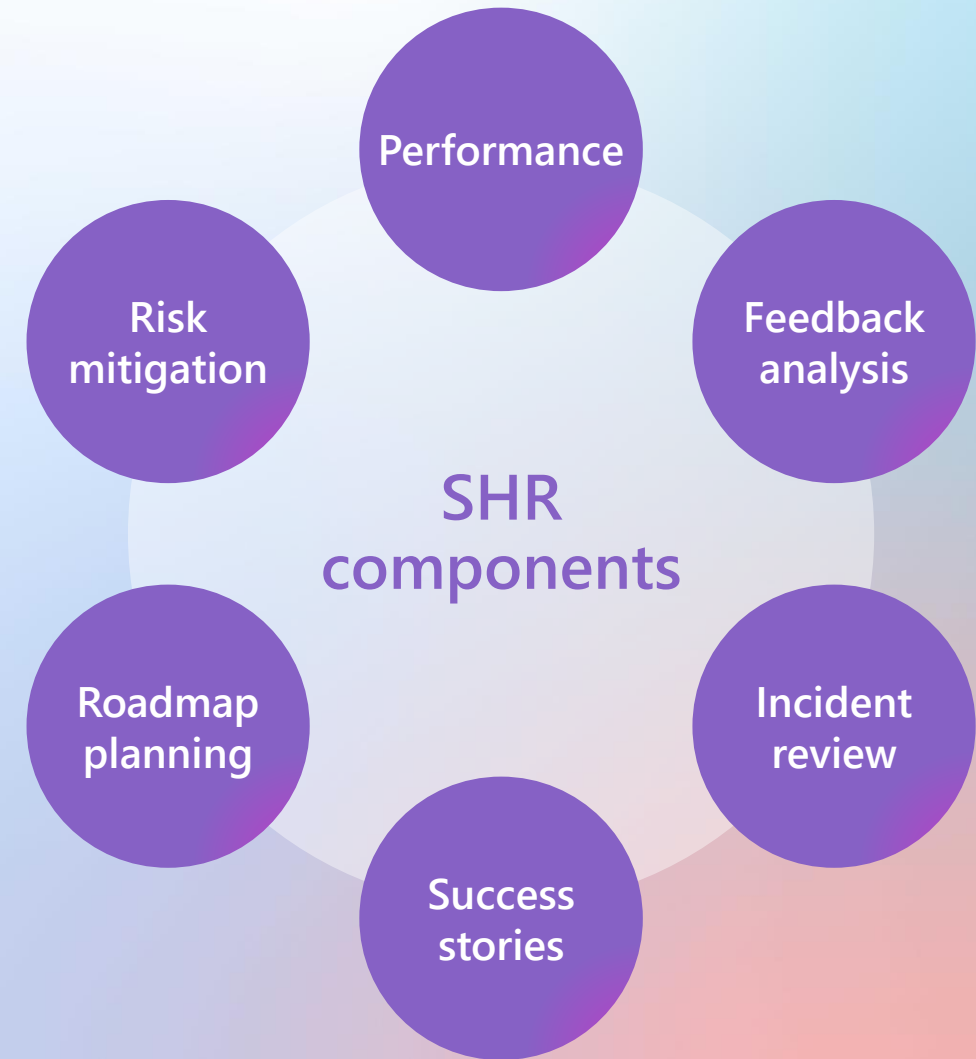 Performance
Risk
mitigation
Feedback
analysis
SHR
components
Roadmap
planning
Incident
review
Success
stories